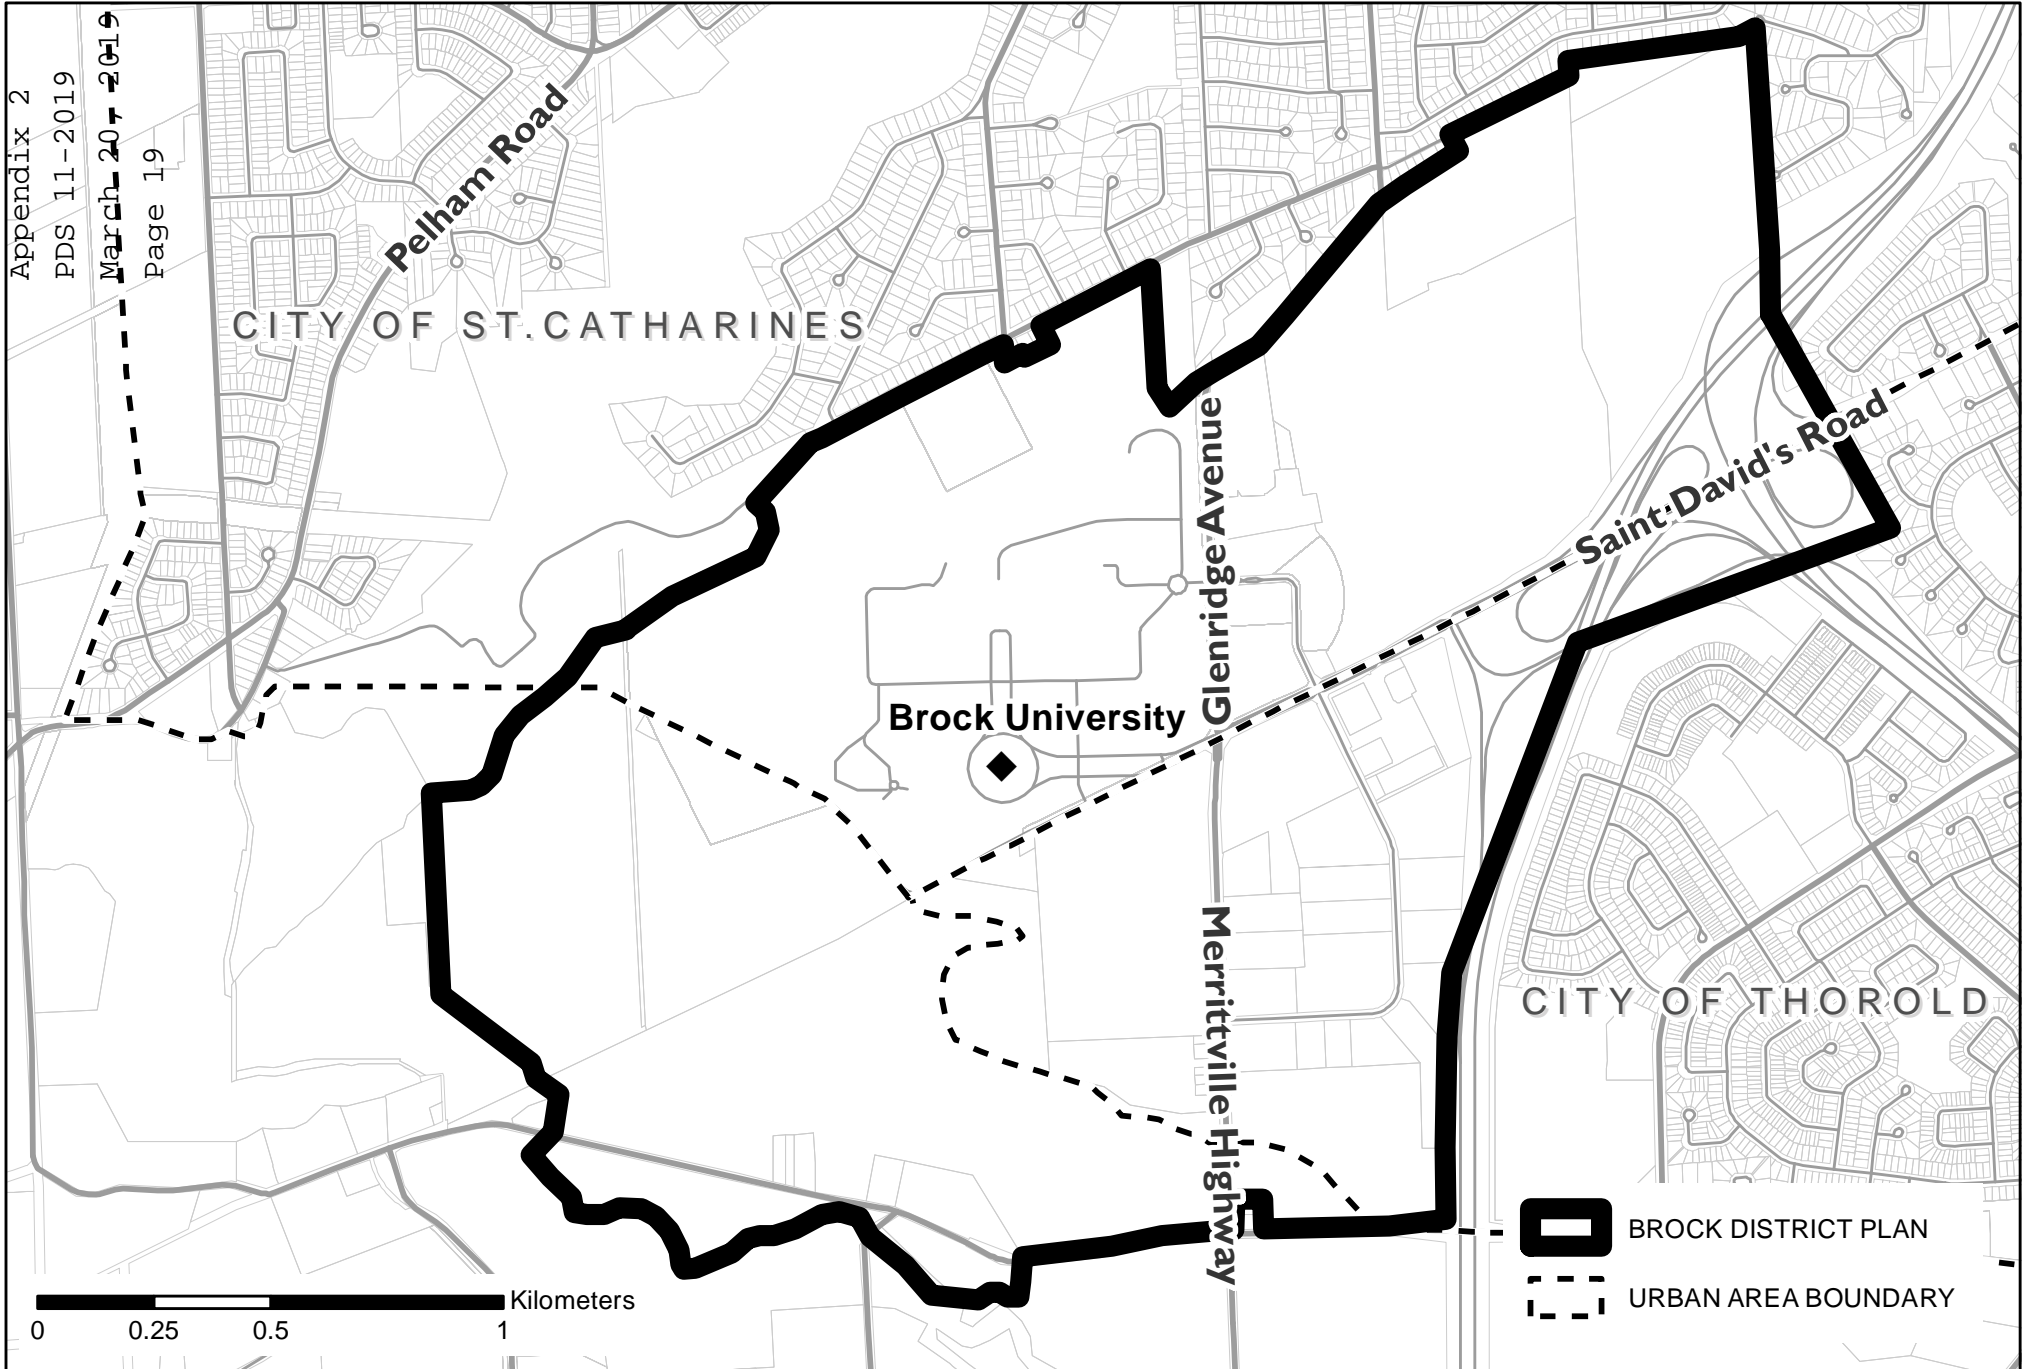 Appendix 2
PDS 11-2019
March 20, 2019
Page 19
Pelham Road
CITY OF ST.CATHARINES
Glenridge Avenue
Saint David's Road
Brock University
Merrittville Highway
CITY OF THOROLD
BROCK DISTRICT PLAN
URBAN AREA BOUNDARY
Kilometers
0 0.25 0.5 1